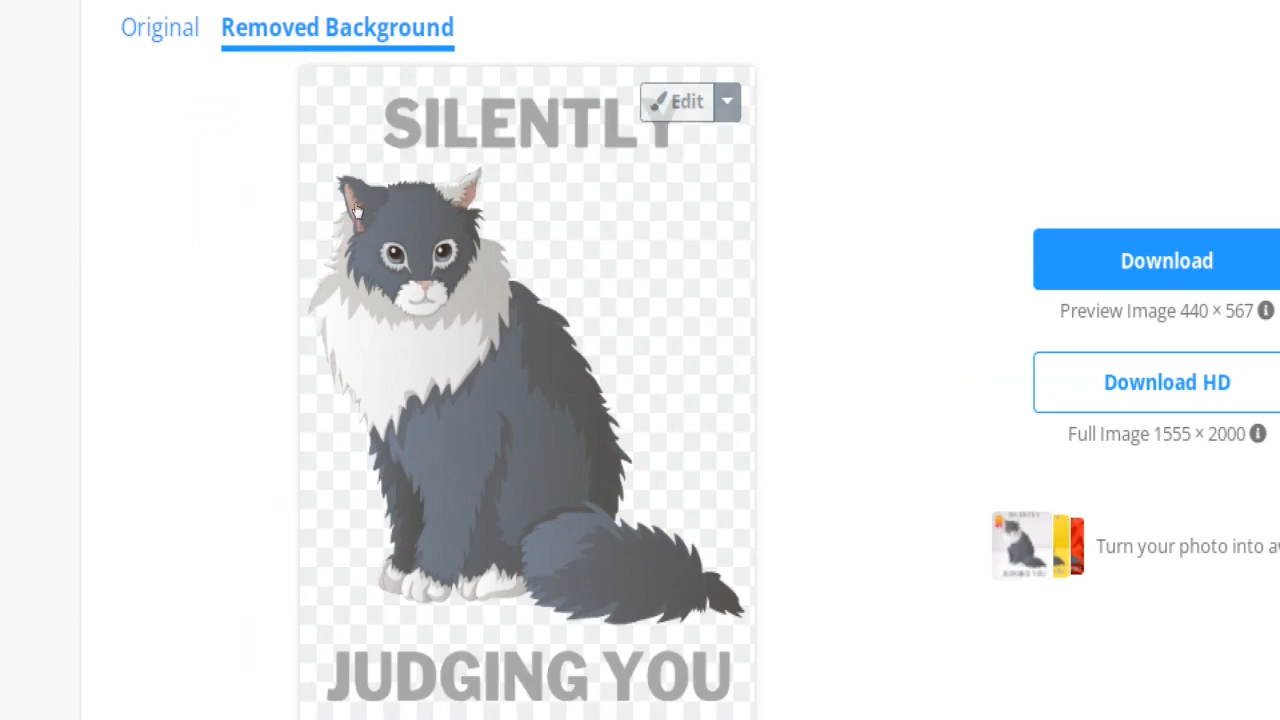 Original Removed Background
SILENTLY
Edit
Download
Preview Image 440 × 567
Download HD
Full Image 1555 × 2000
Turn your photo into
JUDGING YOU